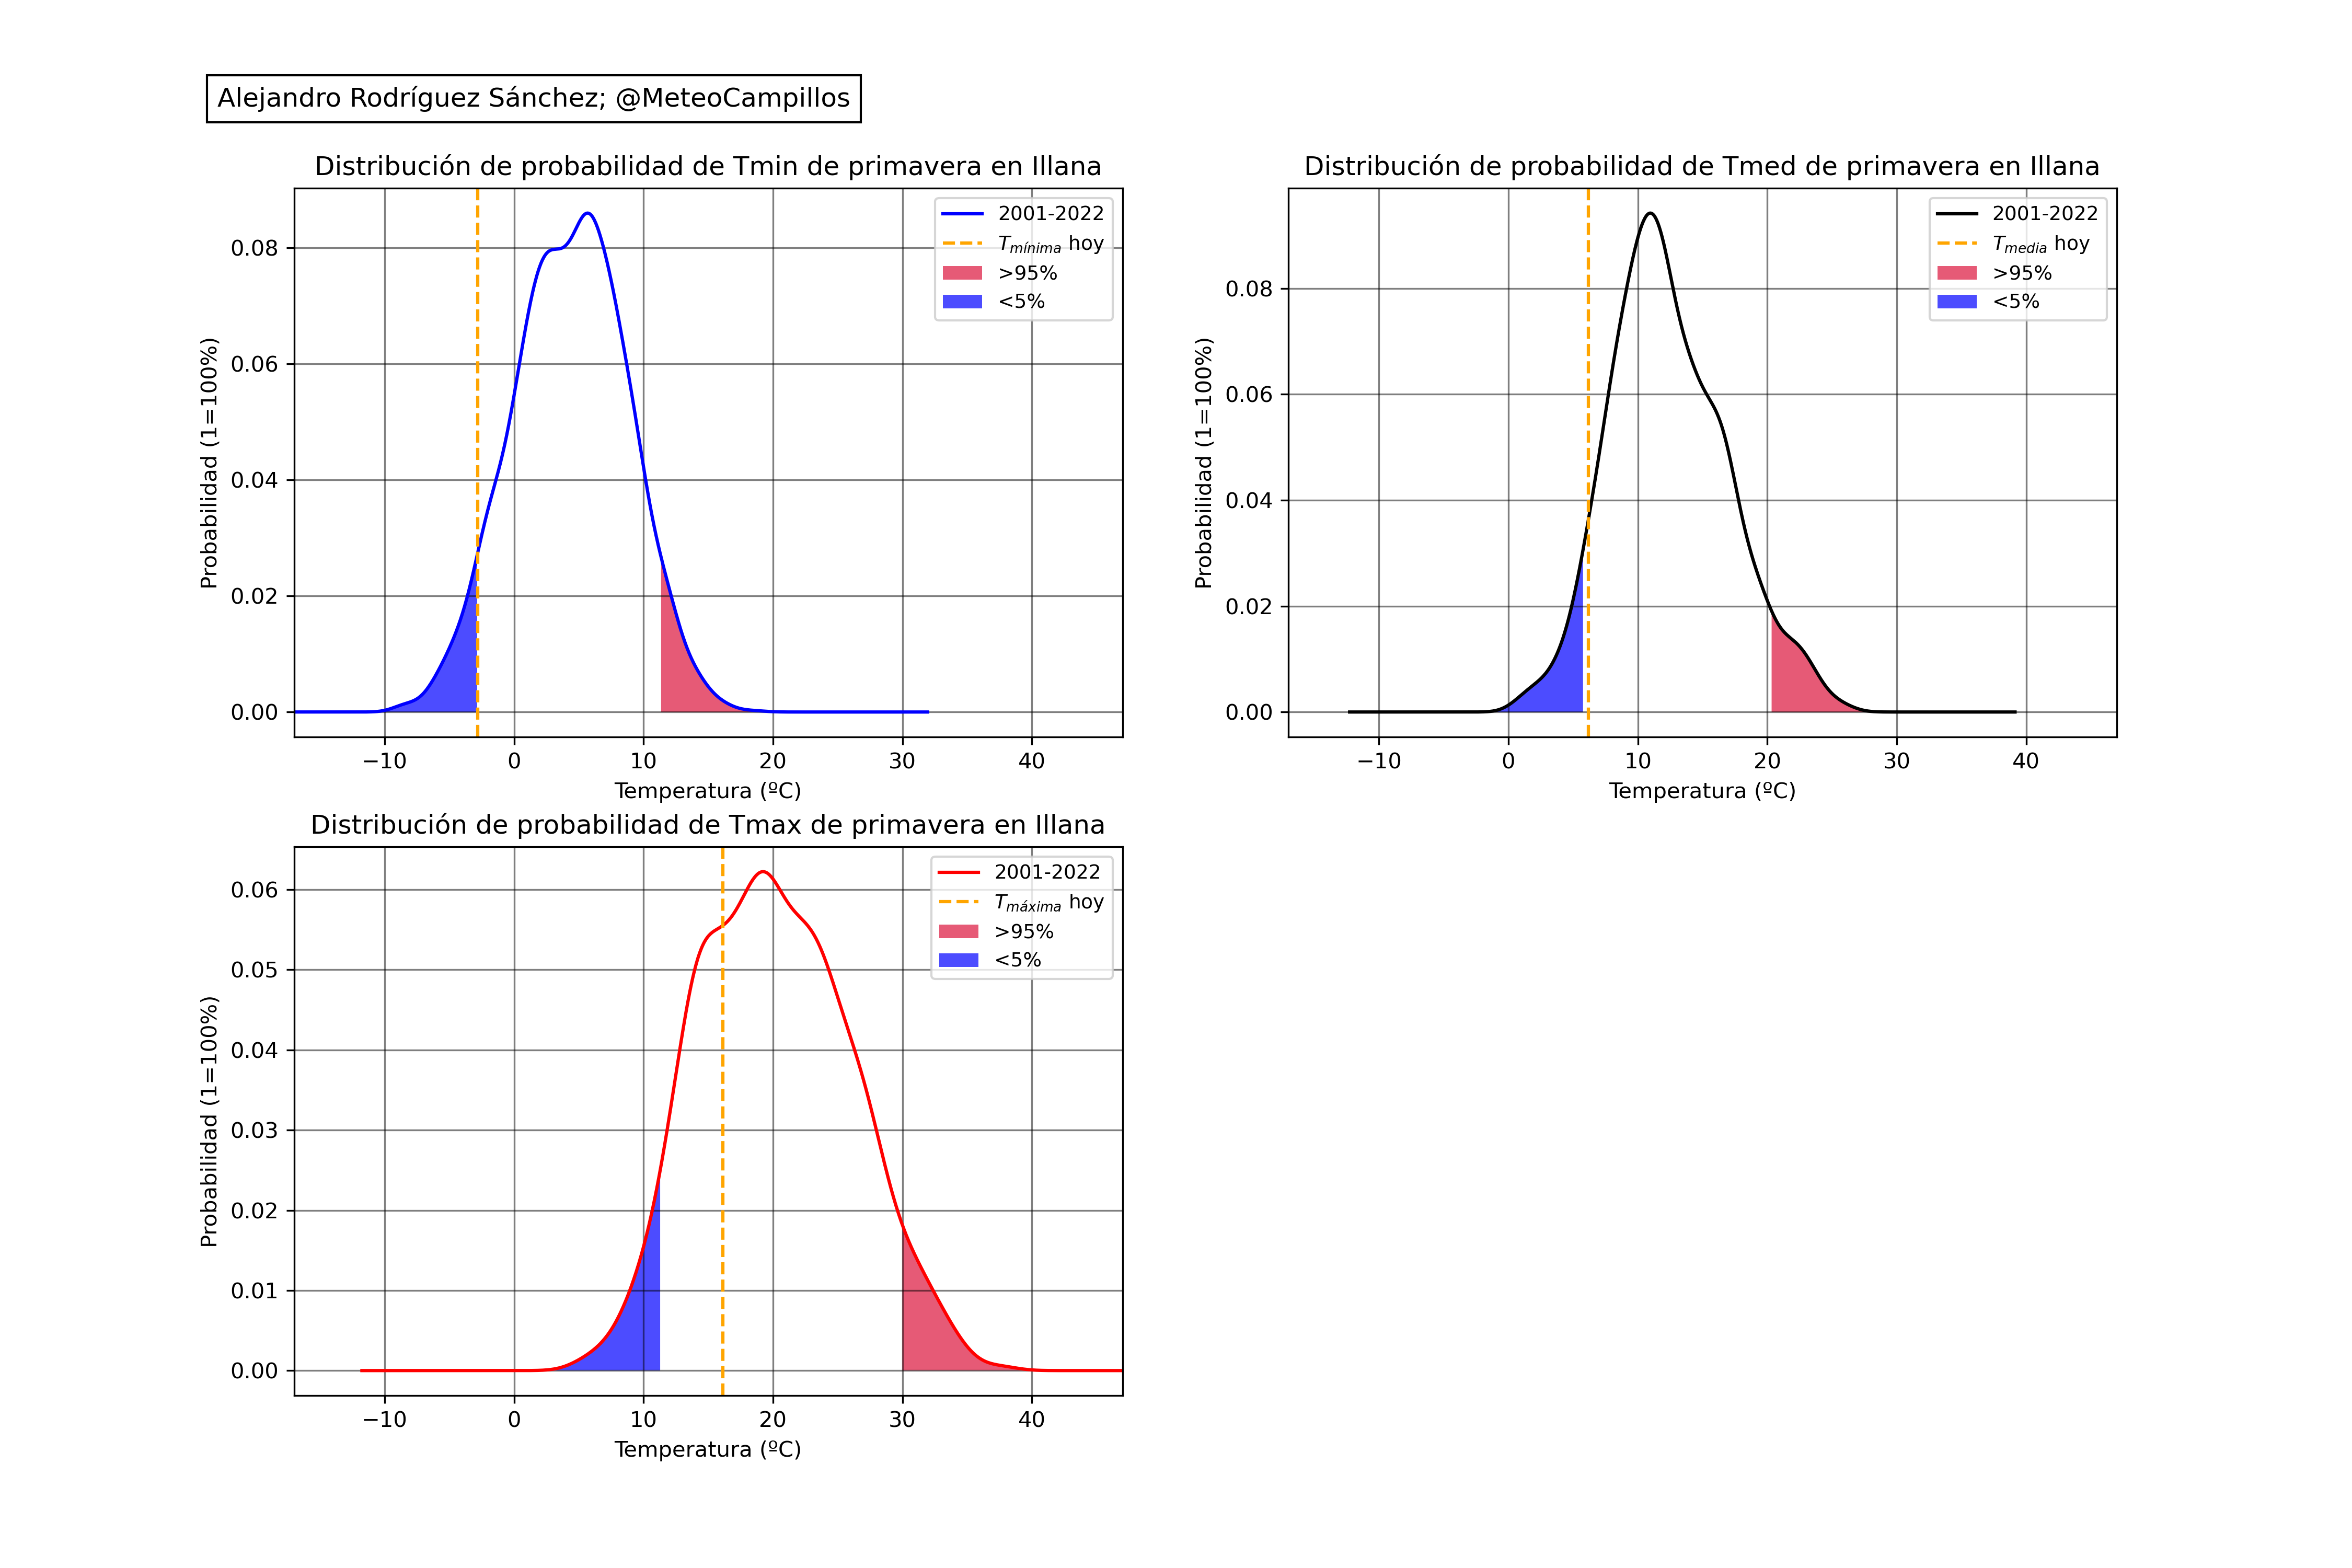 Alejandro Rodríguez Sánchez; @MeteoCampillos
Distribución de probabilidad de Tmin de primavera en Illana
Probabilidad (1=100%)
0.08
0.06
0.04
0.02
0.00
−10 0 10 20 30 40
Temperatura (ºC)
2001-2022
Tmínima hoy
>95%
<5%
Distribución de probabilidad de Tmed de primavera en Illana
Probabilidad (1=100%)
0.08
0.06
0.04
0.02
0.00
−10 0 10 20 30 40
Temperatura (ºC)
2001-2022
Tmedia hoy
>95%
<5%
Distribución de probabilidad de Tmax de primavera en Illana
Probabilidad (1=100%)
0.06
0.05
0.04
0.03
0.02
0.01
0.00
−10 0 10 20 30 40
Temperatura (ºC)
2001-2022
Tmáxima hoy
>95%
<5%